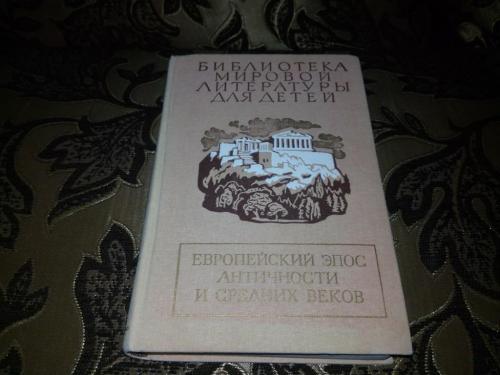 БИБЛИОТЕКА
МИРОВОЙ
ЛИТЕРАТУРЫ
ДЛЯ ДЕТЕЙ
ЕВРОПЕЙСКИЙ ЭПОС
АНТИЧНОСТИ
И СРЕДНИХ ВЕКОВ